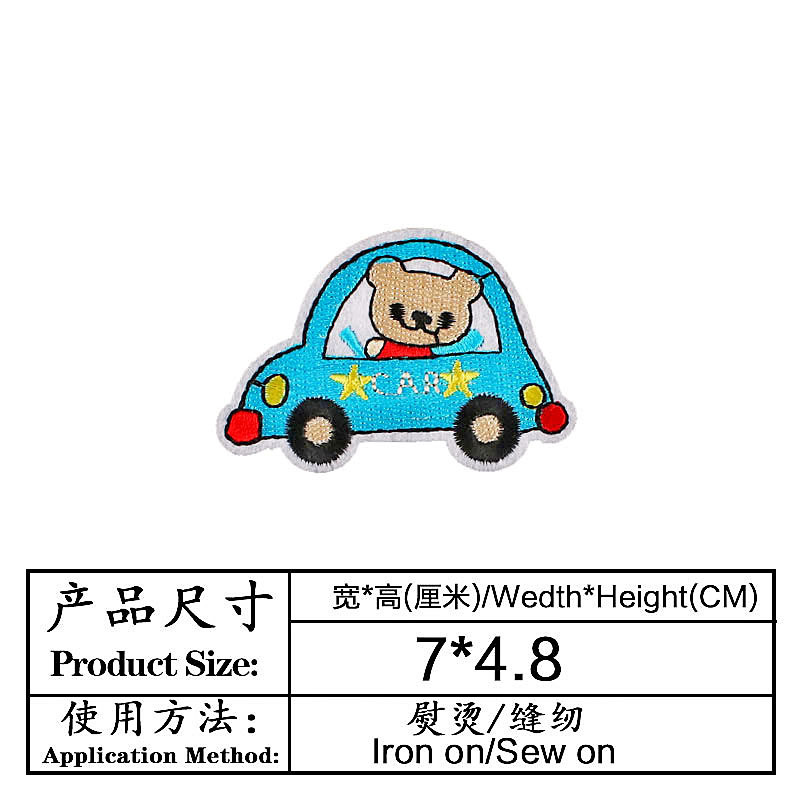 CAR
产品尺寸
Product Size:
宽*高(厘米)/Wedth*Height(CM)
7*4.8
使用方法:
Application Method:
熨烫/缝纫
Iron on/Sew on